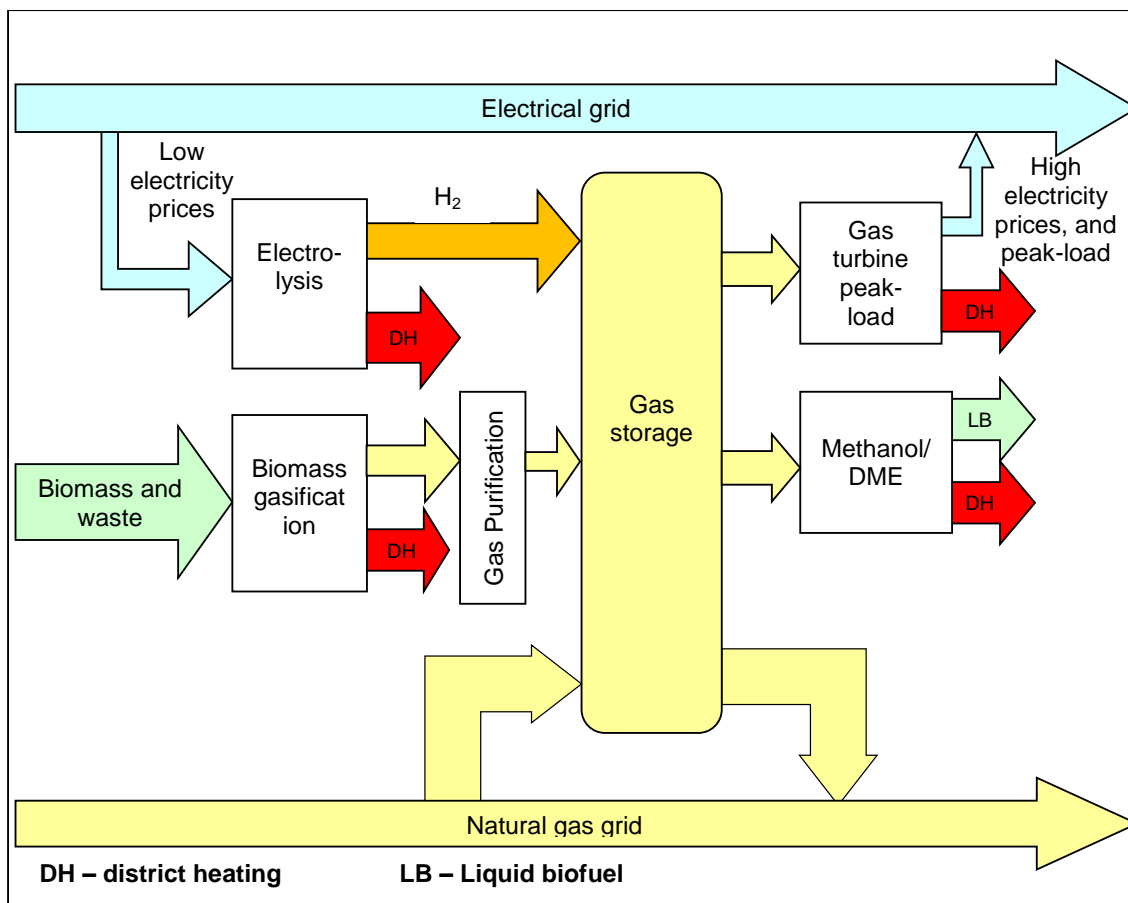 Electrical grid
Low
electricity
prices
H2
Electro-
lysis
DH
Gas
turbine
peak-
load
High
electricity
prices, and
peak-load
DH
Biomass and
waste
Biomass
gasificat
ion
DH
Gas Purification
Gas
storage
Methanol/
DME
LB
DH
Natural gas grid
DH – district heating
LB – Liquid biofuel